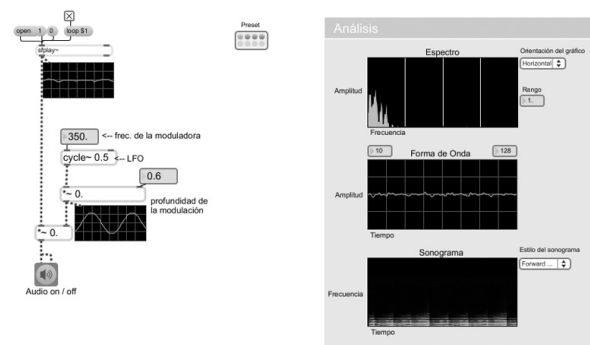 open
1
0
loop $1
sfplay~
350.
<-- frec. de la moduladora
cycle~ 0.5
<-- LFO
0.6
*~ 0.
profundidad de
la modulación
*~ 0.
Audio on / off
Preset
Análisis
Espectro
Orientación del gráfico
Horizontal
Amplitud
Rango
1.
Frecuencia
10
Forma de Onda
128
Amplitud
Tiempo
Sonograma
Estilo del sonograma
Forward ...
Frecuencia
Tiempo